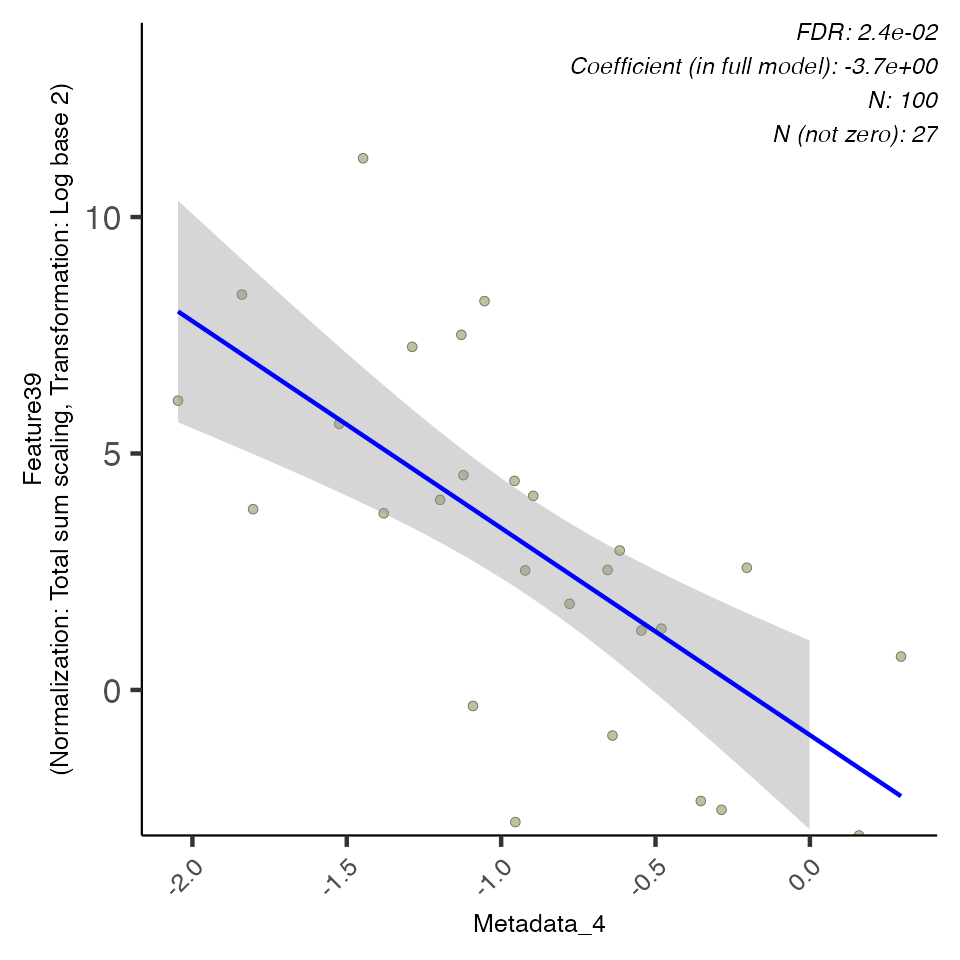 FDR: 2.4e-02
Coefficient (in full model): -3.7e+00
N: 100
N (not zero): 27
Feature39
(Normalization: Total sum scaling, Transformation: Log base 2)
10
5
0
-2.0
-1.5
-1.0
-0.5
0.0
Metadata_4